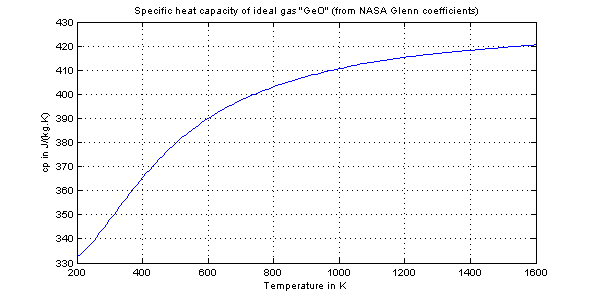 Specific heat capacity of ideal gas "GeO" (from NASA Glenn coefficients)
430
420
410
400
390
380
370
360
350
340
330
cp in J/(kg.K)
200 400 600 800 1000 1200 1400 1600
Temperature in K